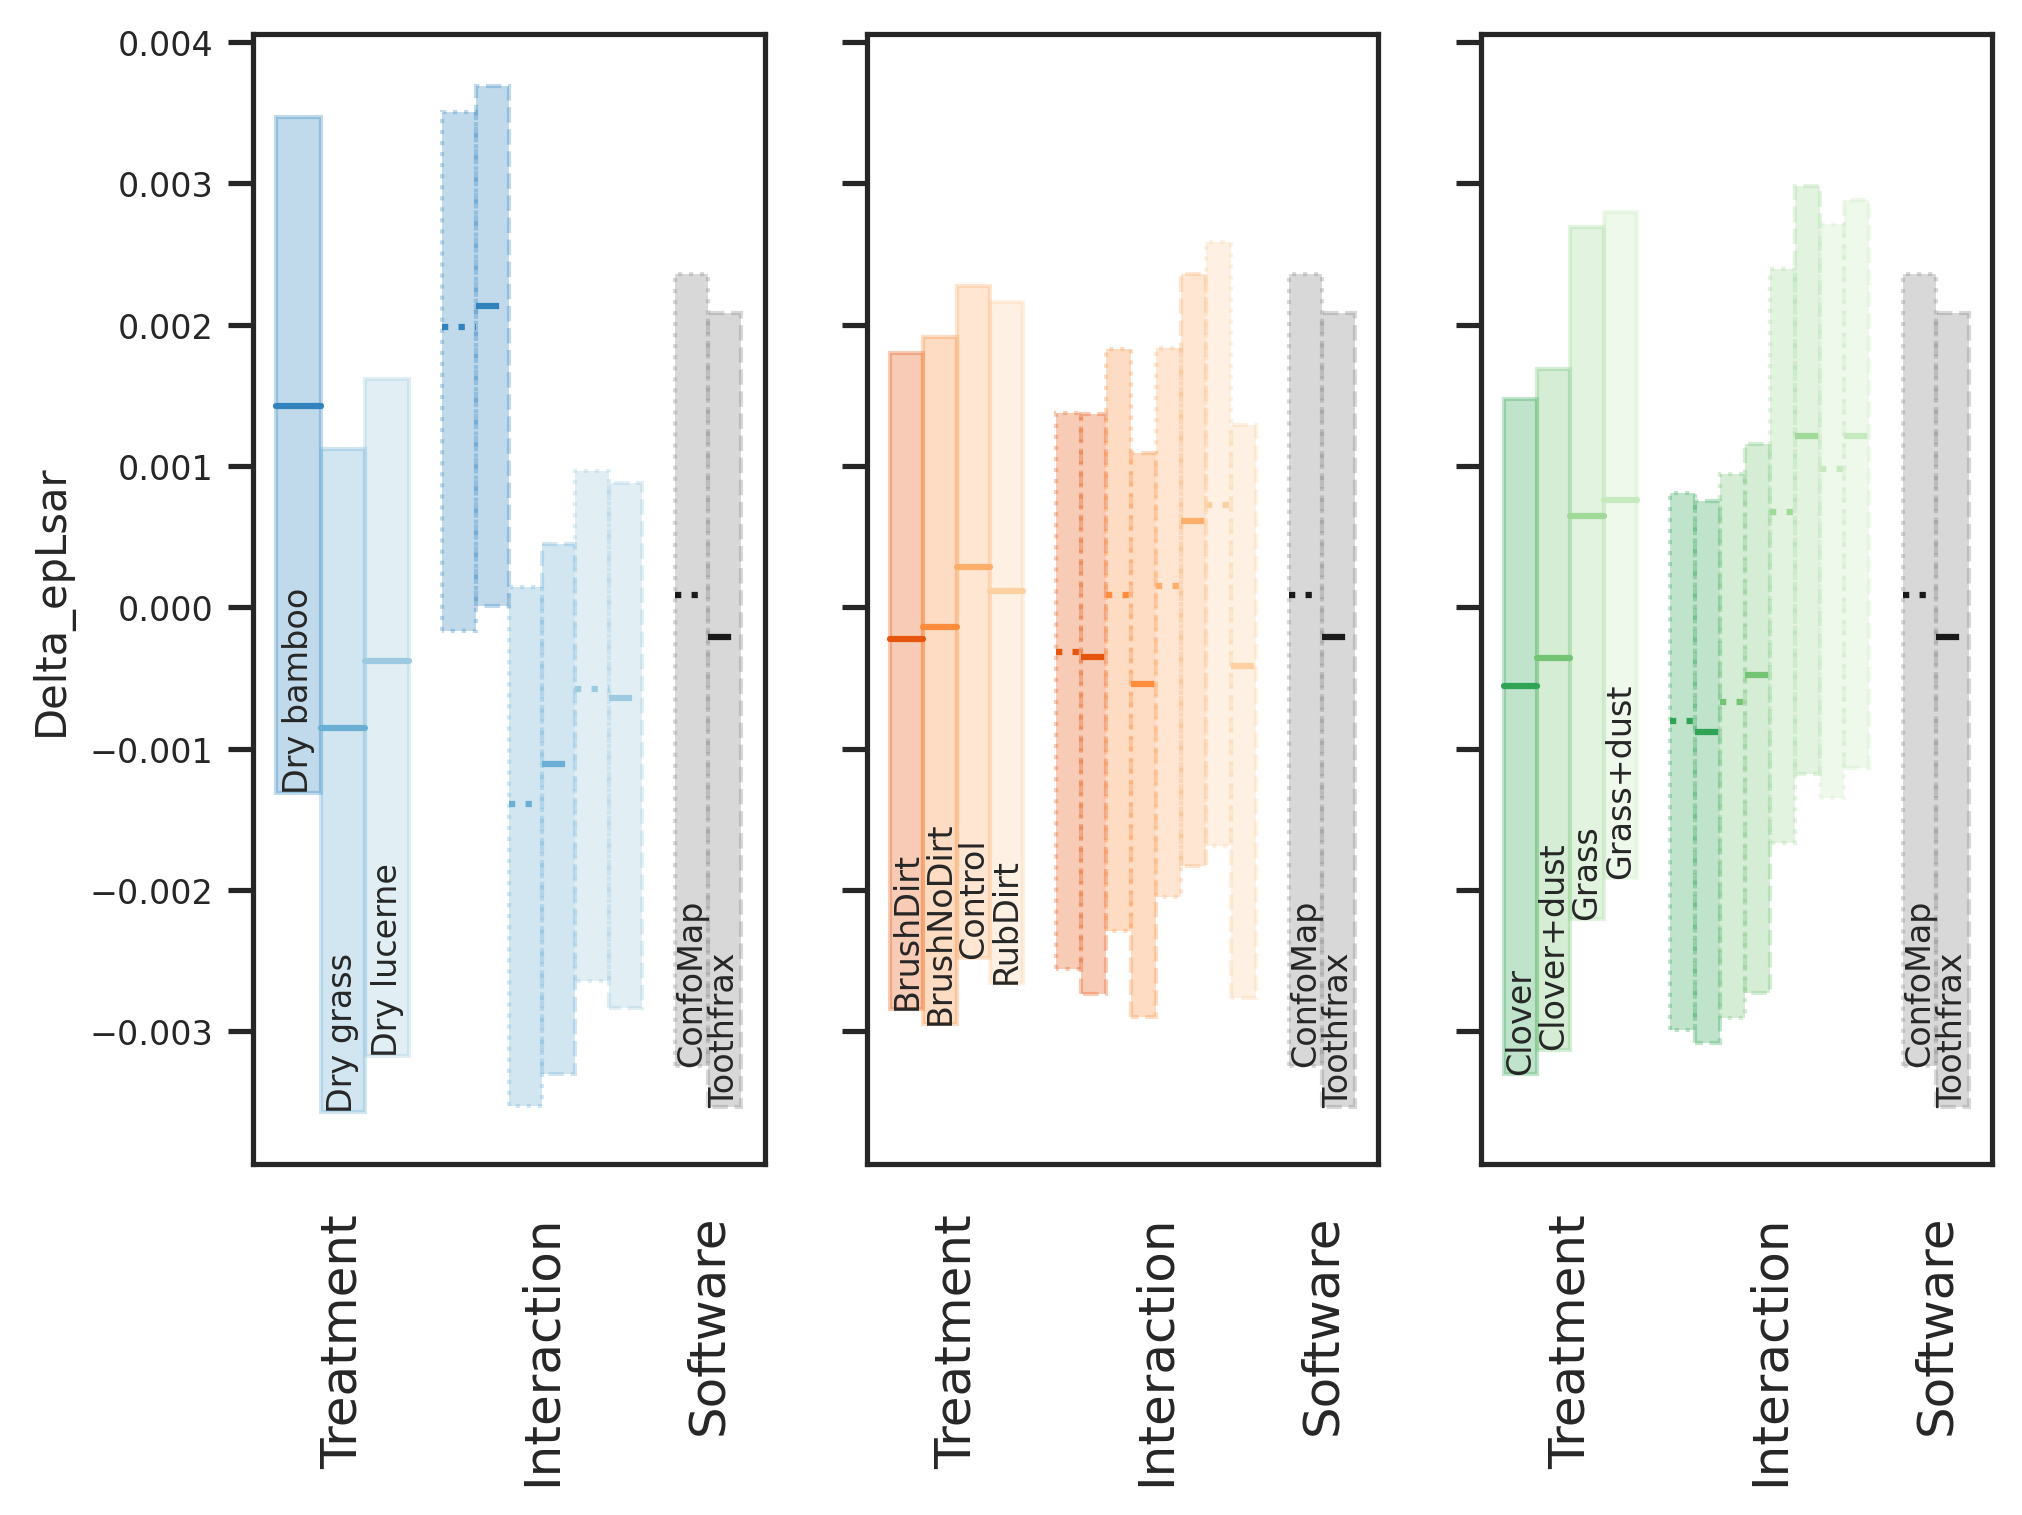 Delta_epLsar
0.004
0.003
0.002
0.001
0.000
−0.001
−0.002
−0.003
Dry bamboo
Dry grass
Dry lucerne
ConfoMap
Toothfrax
BrushDirt
BrushNoDirt
Control
RubDirt
ConfoMap
Toothfrax
Clover
Clover+dust
Grass
Grass+dust
ConfoMap
Toothfrax
Treatment
Interaction
Software
Treatment
Interaction
Software
Treatment
Interaction
Software